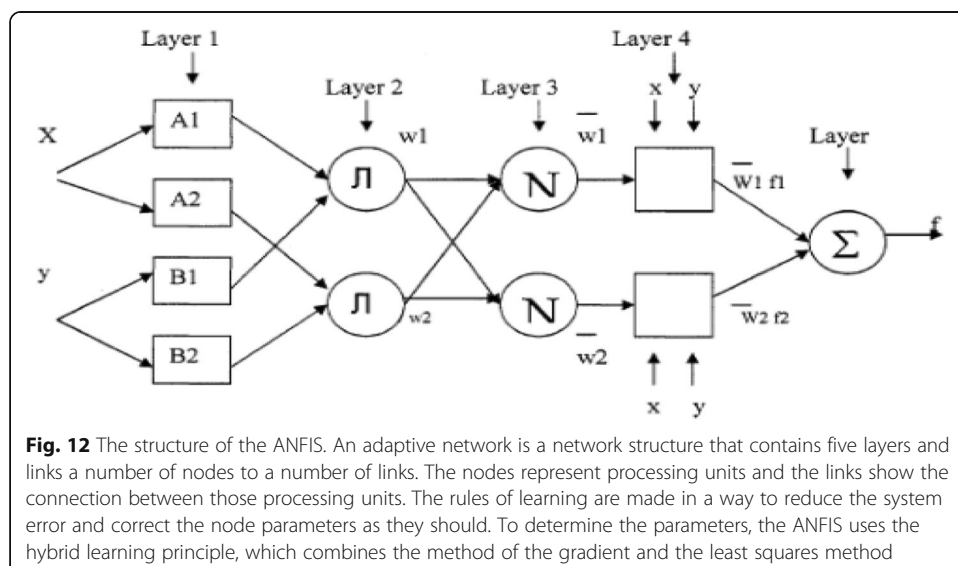 Layer 1
Layer 4
Layer 2
Layer 3
x y
X
A1
w1
w1
Layer
Л
N
W1 f1
A2
f
Σ
y
B1
Л
w2
N
W2 f2
w2
B2
x y
Fig. 12 The structure of the ANFIS. An adaptive network is a network structure that contains five layers and
links a number of nodes to a number of links. The nodes represent processing units and the links show the
connection between those processing units. The rules of learning are made in a way to reduce the system
error and correct the node parameters as they should. To determine the parameters, the ANFIS uses the
hybrid learning principle, which combines the method of the gradient and the least squares method